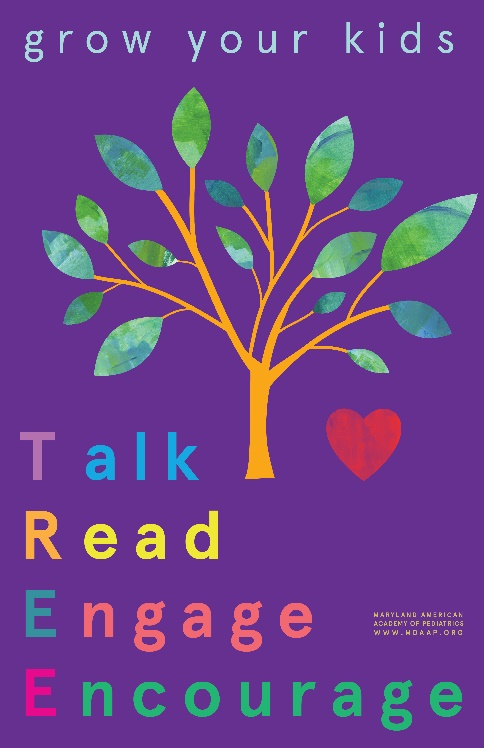 grow your kids
Talk
Read
Engage
Encourage
MARYLAND AMERICAN
ACADEMY OF PEDIATRICS
WWW.MDAAP.ORG